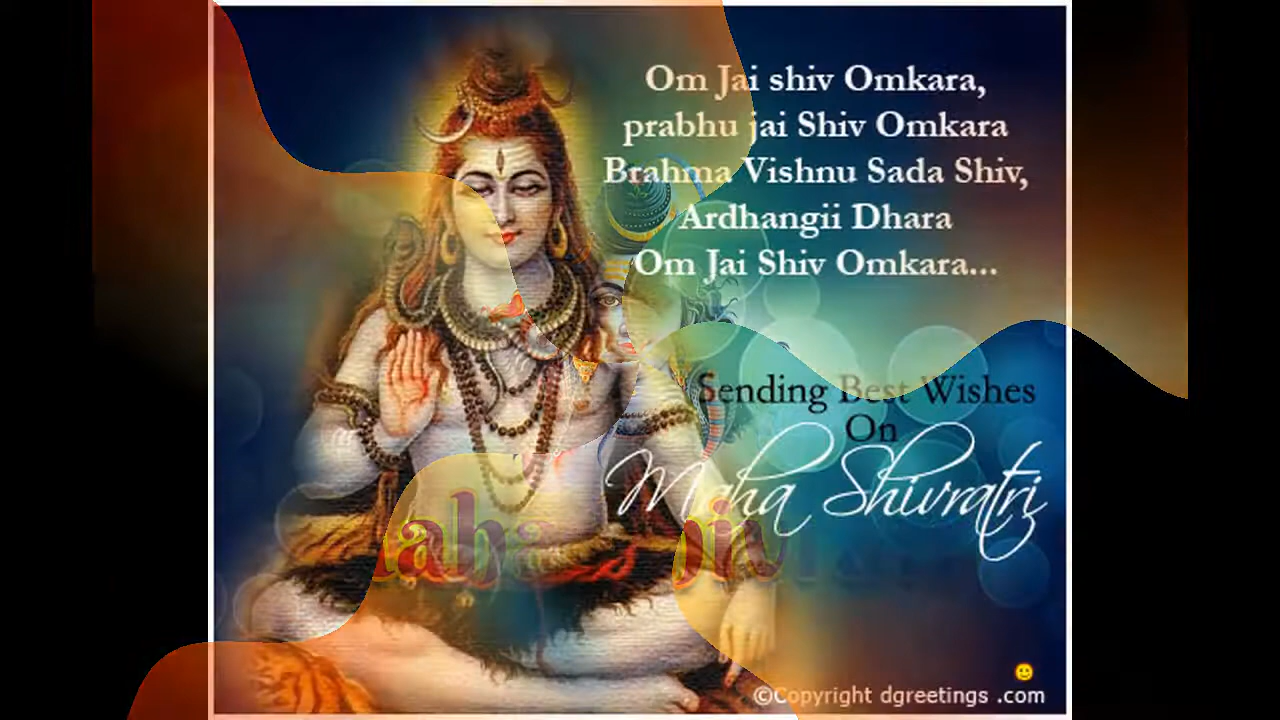 Om Jai shiv Omkara,
prabhu jai Shiv Omkara
Brahma Vishnu Sada Shiv,
Ardhangii Dhara
Om Jai Shiv Omkara...
Sending Best Wishes
On
Maha Shivratri
©Copyright dgreetings .com